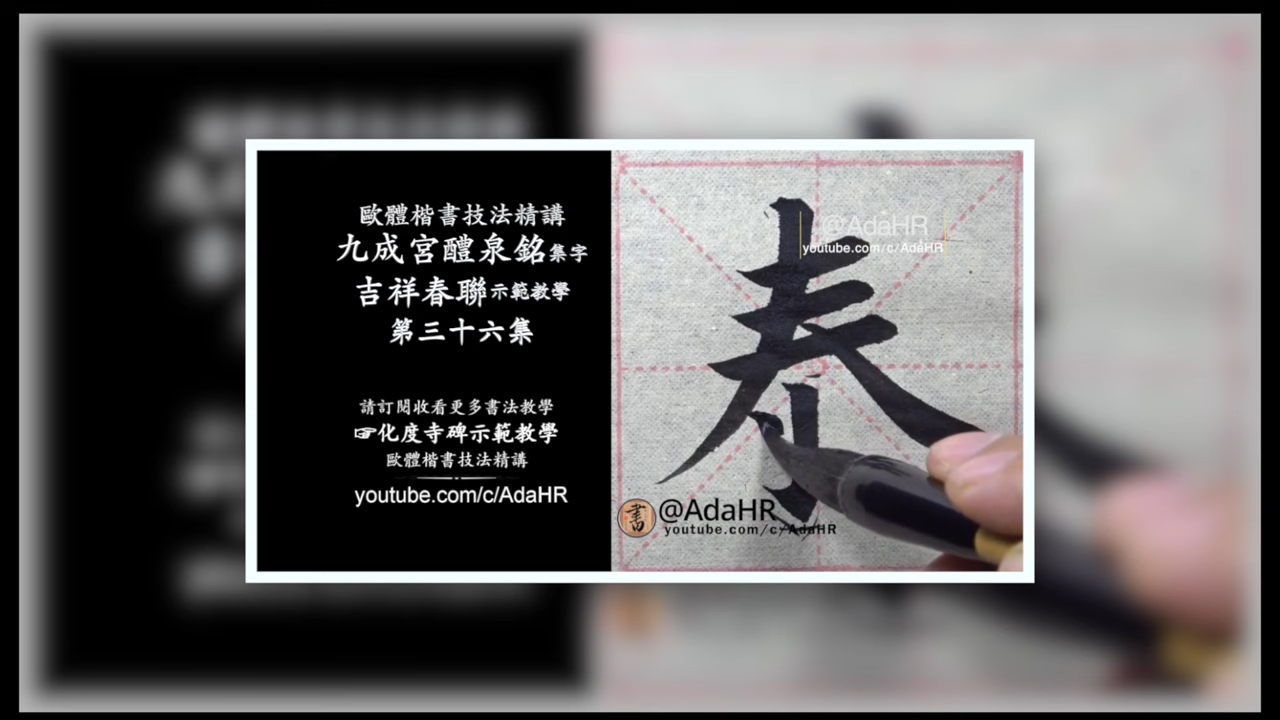 歐體楷書技法精講
九成宮醴泉銘集字
吉祥春聯示範教學
第三十六集
請訂閱收看更多書法教學
☞化度寺碑示範教學
歐體楷書技法精講
youtube.com/c/AdaHR
@AdaHR
youtube.com/c/AdaHR
泰
書
@AdaHR
youtube.com/c/AdaHR